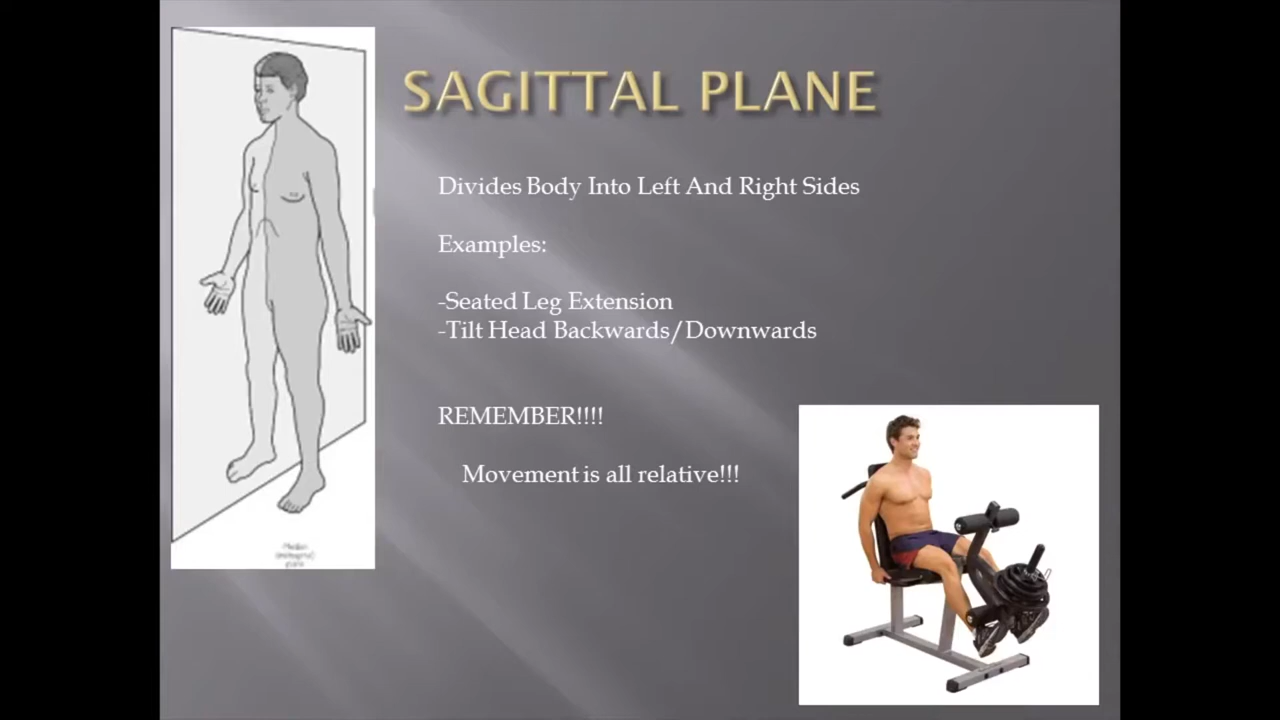 SAGITTAL PLANE
Divides Body Into Left And Right Sides
Examples:
-Seated Leg Extension
-Tilt Head Backwards/Downwards
REMEMBER!!!!
Movement is all relative!!!